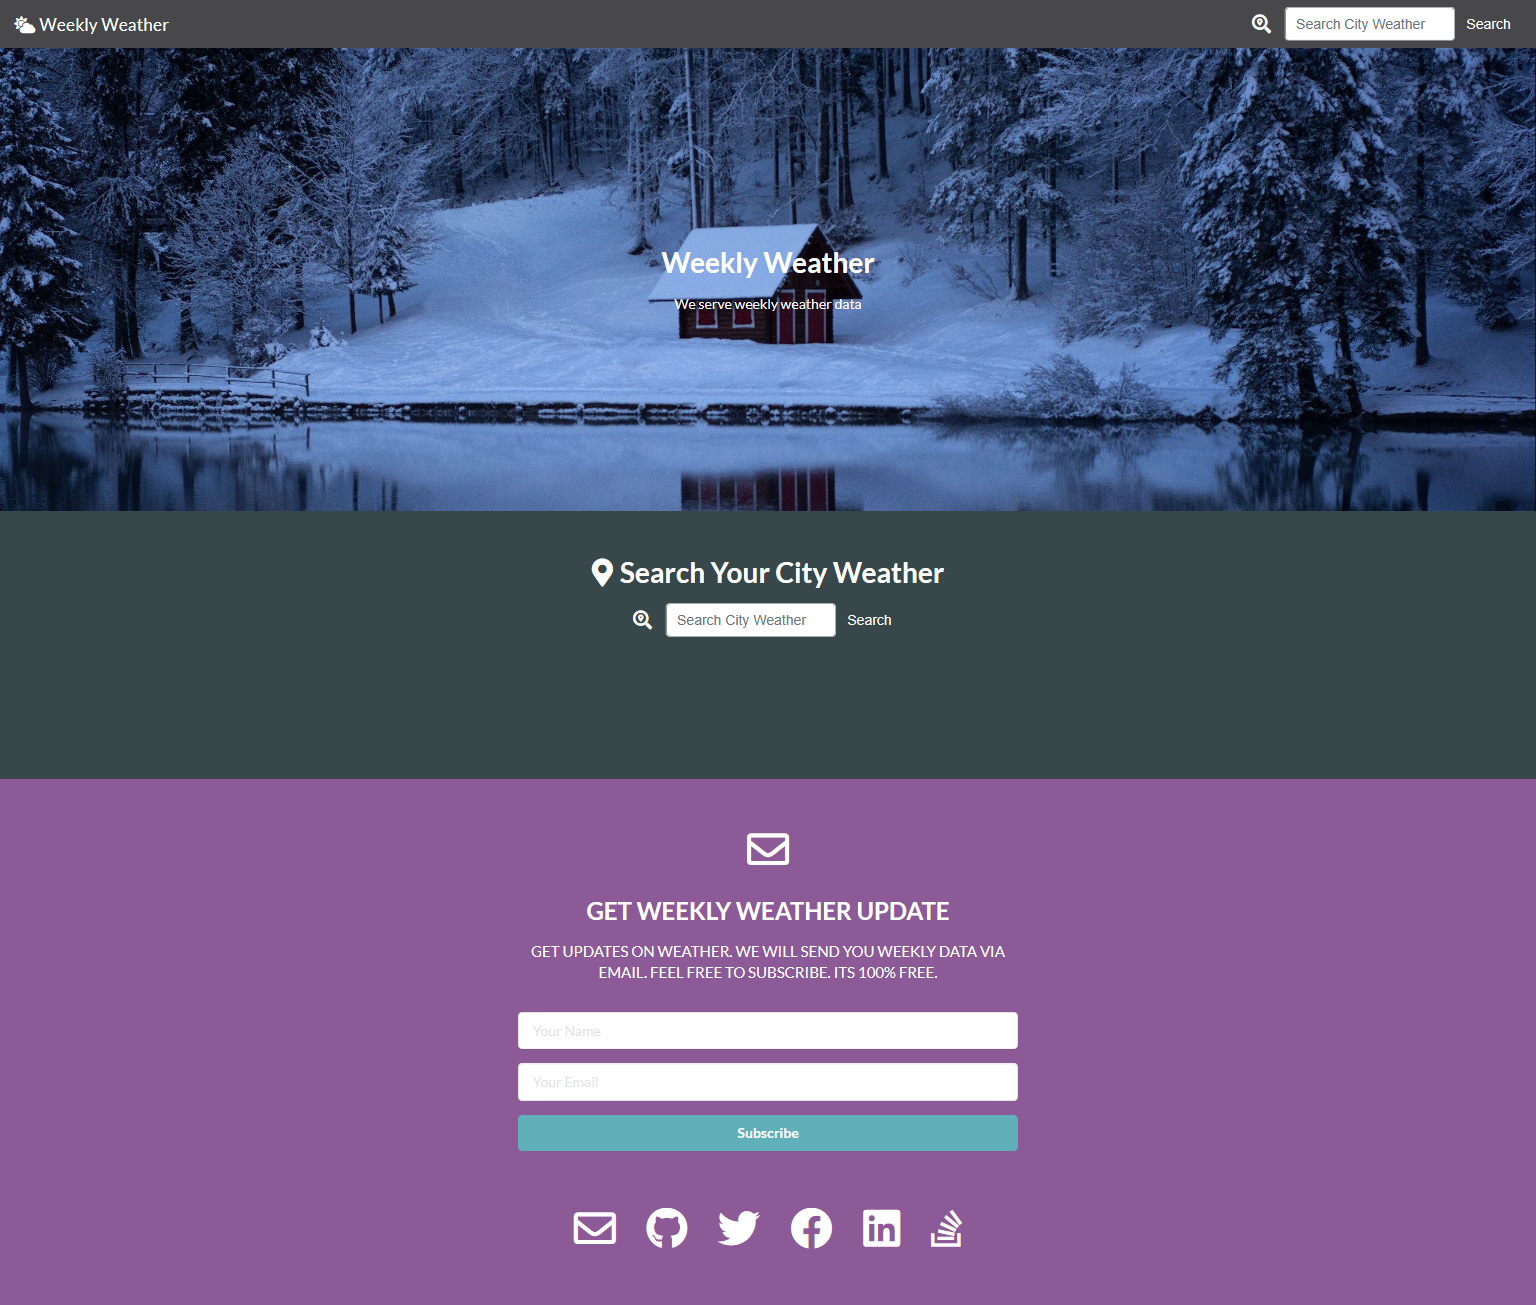 Weekly Weather
Search City Weather
Search
Weekly Weather
We serve weekly weather data
Search Your City Weather
Search City Weather
Search
GET WEEKLY WEATHER UPDATE
GET UPDATES ON WEATHER. WE WILL SEND YOU WEEKLY DATA VIA
EMAIL. FEEL FREE TO SUBSCRIBE. ITS 100% FREE.
Your Name
Your Email
Subscribe